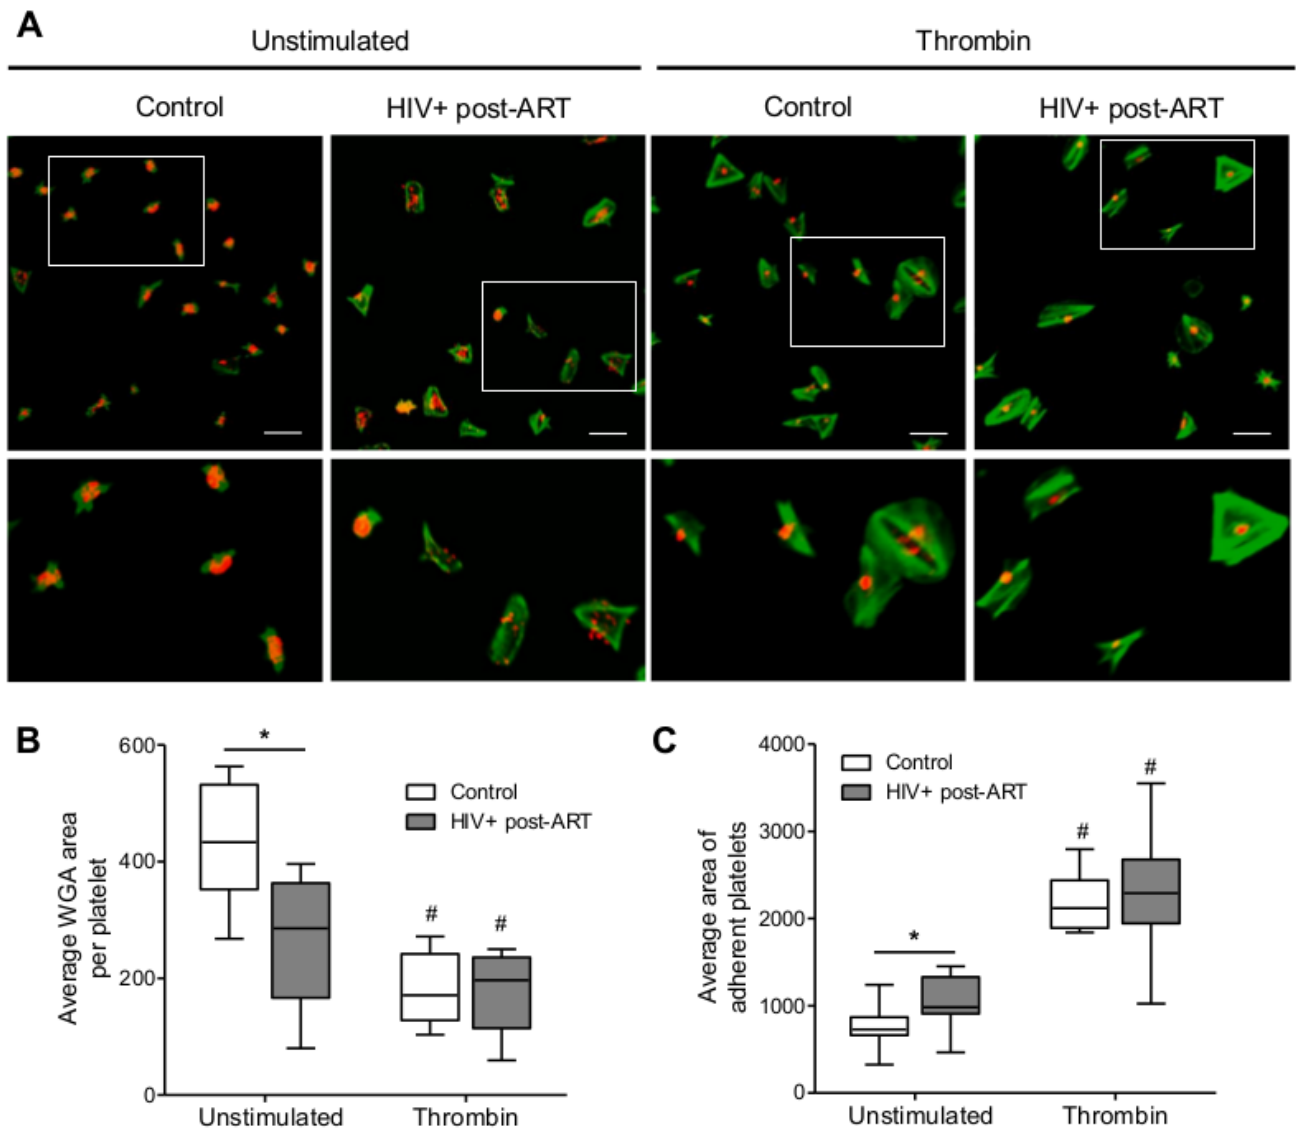 A
Unstimulated
Thrombin
Control
HIV+ post-ART
Control
HIV+ post-ART
B
Average WGA area
per platelet
600
400
200
0
*
#
#
Control
HIV+ post-ART
Unstimulated
Thrombin
C
Average area of
adherent platelets
4000
3000
2000
1000
0
*
#
#
Control
HIV+ post-ART
Unstimulated
Thrombin